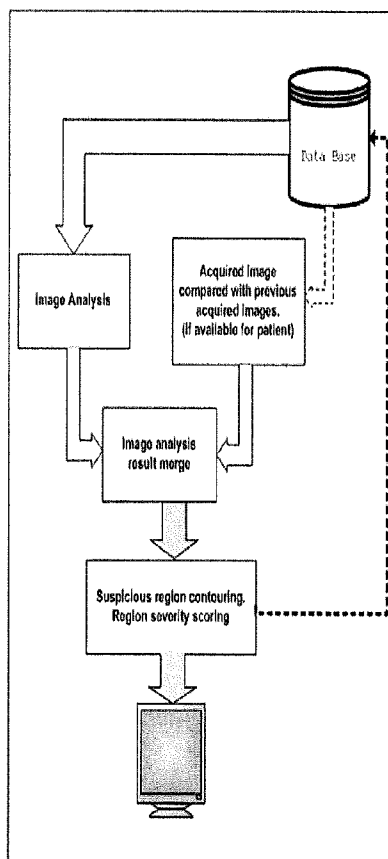 Data Base
Image Analysis
Acquired Image
compared with previous
acquired Images.
(If available for patient)
Image analysis
result merge
Suspicious region contouring.
Region severity scoring